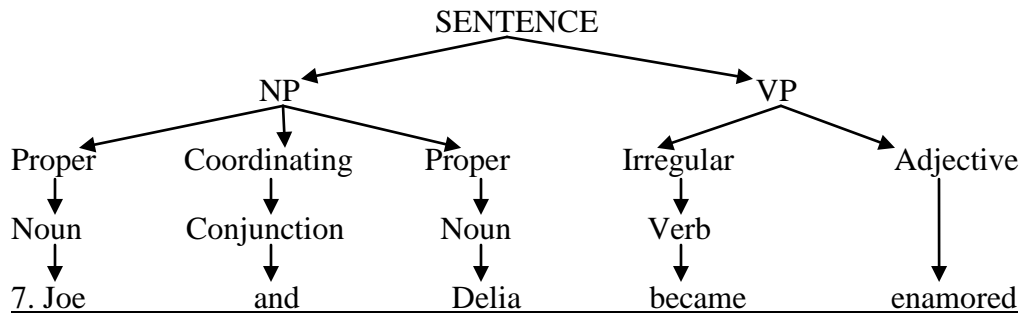 SENTENCE
NP VP
Proper Coordinating Proper Irregular Adjective
Noun Conjunction Noun Verb
7. Joe and Delia became enamored